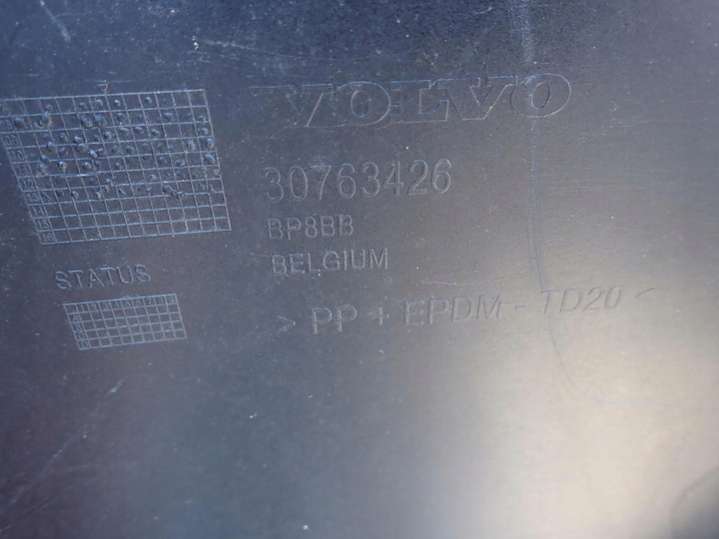 VOLVO
30763426
BP8BB
BELGIUM
STATUS
> PP + EPDM - TD20 <